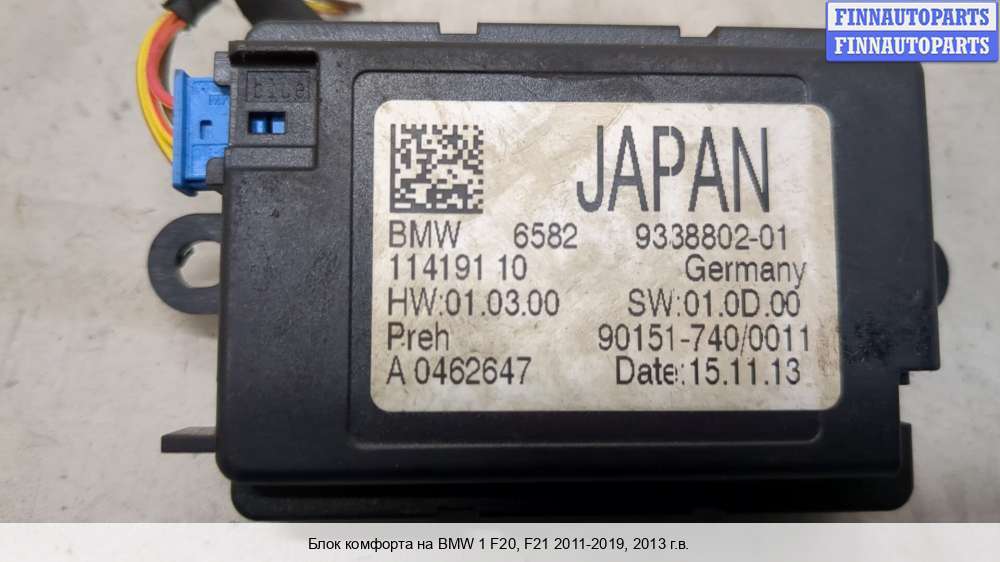 FINNAUTOPARTS
FINNAUTOPARTS
blue
JAPAN
BMW 6582 9338802-01
114191 10 Germany
HW:01.03.00 SW:01.0D.00
Preh 90151-740/0011
A 0462647 Date:15.11.13
Блок комфорта на BMW 1 F20, F21 2011-2019, 2013 г.в.